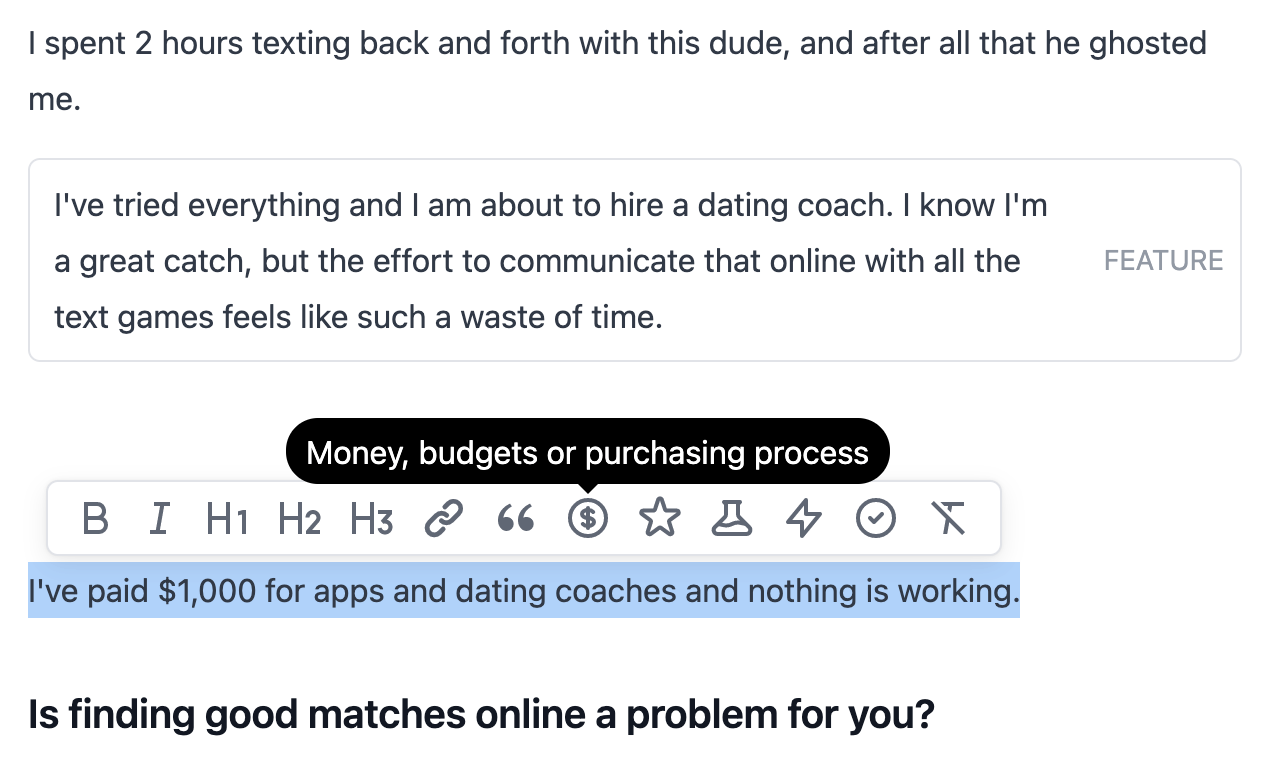 I spent 2 hours texting back and forth with this dude, and after all that he ghosted
me.
I've tried everything and I am about to hire a dating coach. I know I'm
a great catch, but the effort to communicate that online with all the
text games feels like such a waste of time.
FEATURE
Money, budgets or purchasing process
B I H1 H2 H3
I've paid $1,000 for apps and dating coaches and nothing is working.
Is finding good matches online a problem for you?